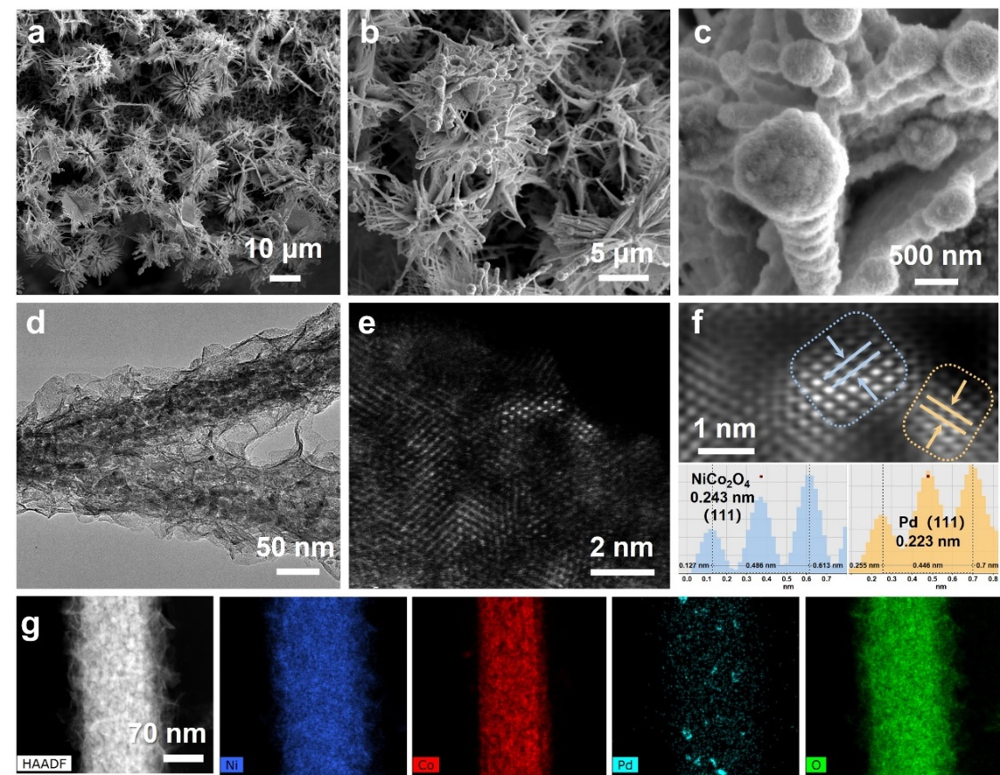 a
10 μm
b
5 μm
c
500 nm
d
50 nm
e
2 nm
f
1 nm
NiCo₂O₄
0.243 nm
(111)
0.127 nm
0.486 nm
0.613 nm
0.0 0.1 0.2 0.3 0.4 0.5 0.6 0.7
nm
Pd (111)
0.223 nm
0.255 nm
0.446 nm
0.7 nm
0.2 0.3 0.4 0.5 0.6 0.7 0.8
nm
g
70 nm
HAADF
Ni
Co
Pd
O